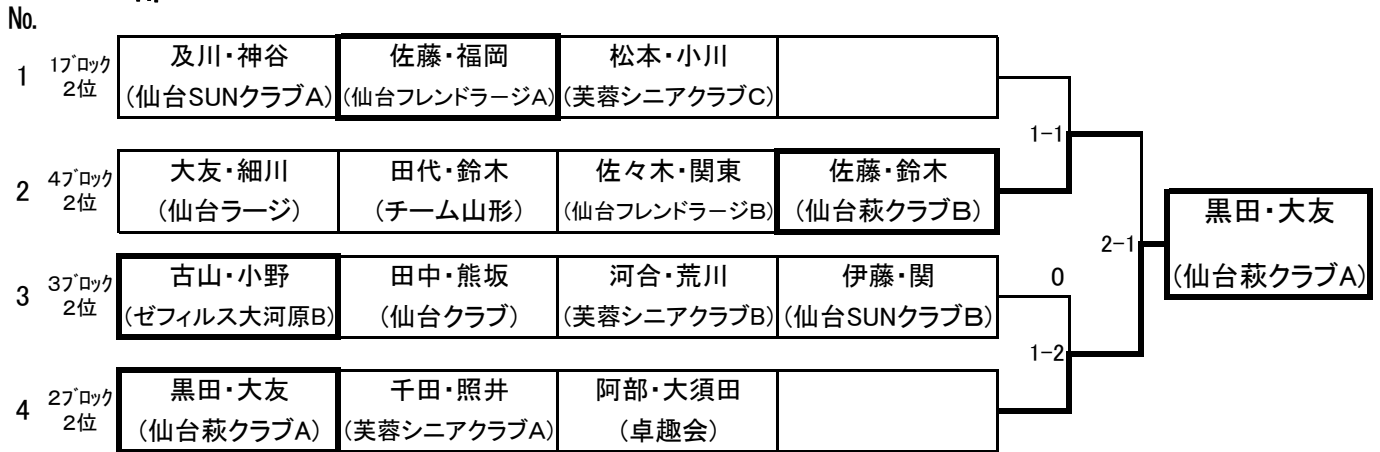 No.
1 1ブロック 2位 及川・神谷 佐藤・福岡 松本・小川
(仙台SUNクラブA) (仙台フレンドラージA) (芙蓉シニアクラブC)
1-1
2 4ブロック 2位 大友・細川 田代・鈴木 佐々木・関東 佐藤・鈴木
(仙台ラージ) (チーム山形) (仙台フレンドラージB) (仙台萩クラブB)
2-1
黒田・大友
(仙台萩クラブA)
3 3ブロック 2位 古山・小野 田中・熊坂 河合・荒川 伊藤・関
(ゼフィルス大河原B) (仙台クラブ) (芙蓉シニアクラブB) (仙台SUNクラブB)
0
1-2
4 2ブロック 2位 黒田・大友 千田・照井 阿部・大須田
(仙台萩クラブA) (芙蓉シニアクラブA) (卓趣会)